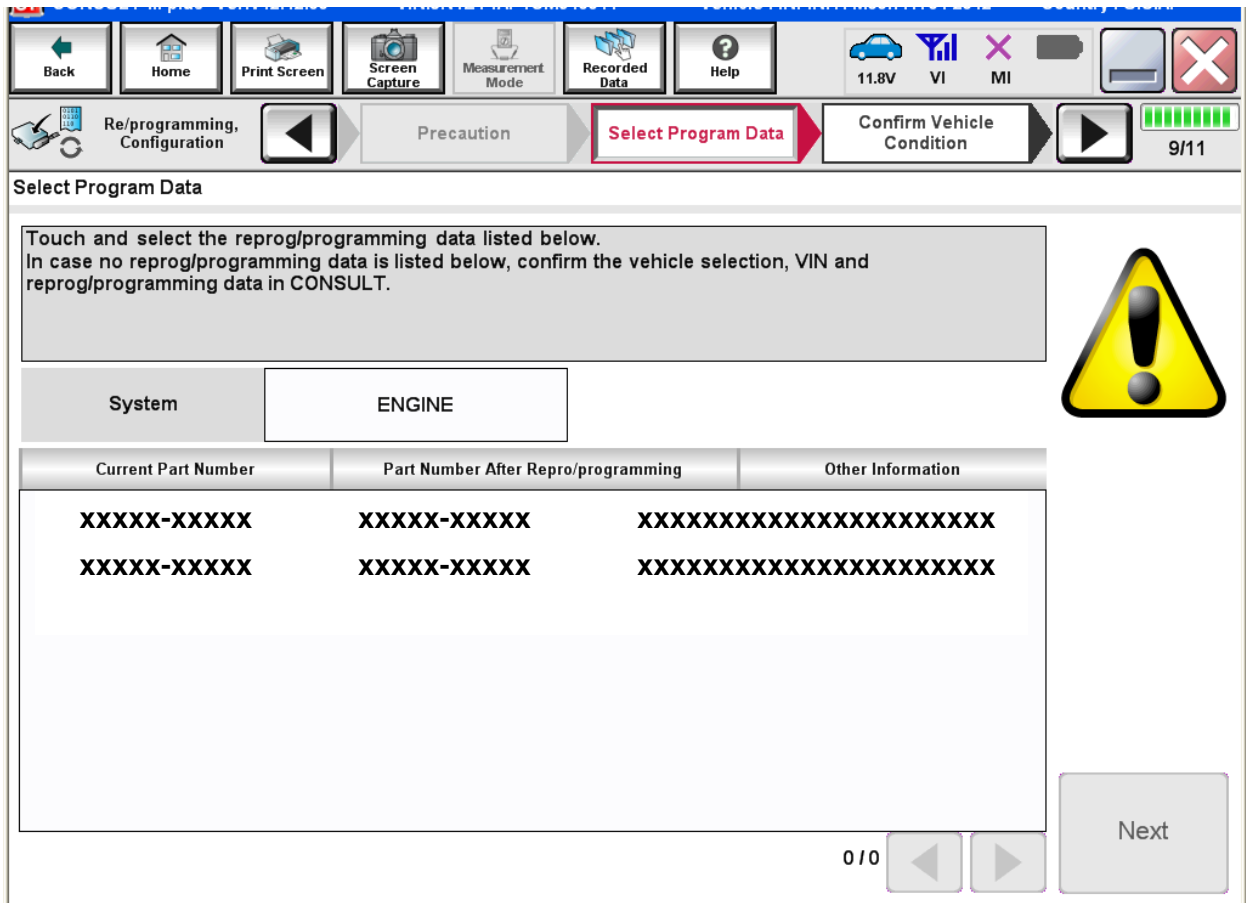 Back
Home
Print Screen
Screen Capture
Measurement Mode
Recorded Data
Help
11.8V
VI
MI
Re/programming, Configuration
Precaution
Select Program Data
Confirm Vehicle Condition
9/11
Select Program Data
Touch and select the reprog/programming data listed below.
In case no reprog/programming data is listed below, confirm the vehicle selection, VIN and
reprog/programming data in CONSULT.
System
ENGINE
Current Part Number
Part Number After Repro/programming
Other Information
XXXXX-XXXXX XXXXX-XXXXX XXXXXXXXXXXXXXXXXXXXXX
XXXXX-XXXXX XXXXX-XXXXX XXXXXXXXXXXXXXXXXXXXXX
0/0
Next